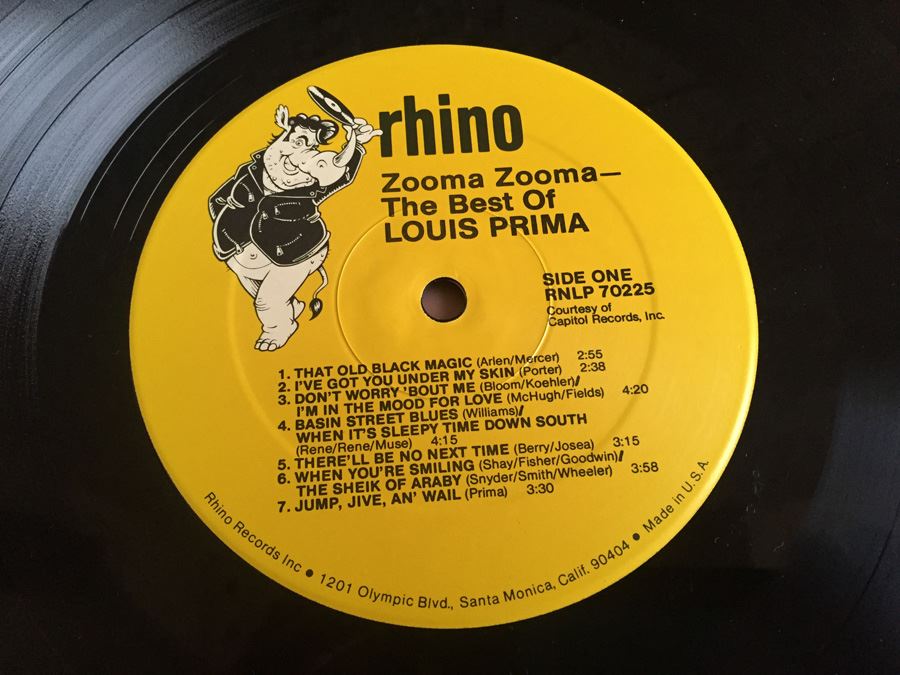 rhino
Zooma Zooma—
The Best Of
LOUIS PRIMA
SIDE ONE
RNLP 70225
Courtesy of
Capitol Records, Inc.
1. THAT OLD BLACK MAGIC (Arlen/Mercer) 2:55
2. I'VE GOT YOU UNDER MY SKIN (Porter) 2:38
3. DON'T WORRY 'BOUT ME (Bloom/Koehler)/
I'M IN THE MOOD FOR LOVE (McHugh/Fields) 4:20
4. BASIN STREET BLUES (Williams)/
WHEN IT'S SLEEPY TIME DOWN SOUTH
(Rene/Rene/Muse) 4:15
5. THERE'LL BE NO NEXT TIME (Berry/Josea) 3:15
6. WHEN YOU'RE SMILING (Shay/Fisher/Goodwin)/
THE SHEIK OF ARABY (Snyder/Smith/Wheeler) 3:58
7. JUMP, JIVE, AN' WAIL (Prima) 3:30
Rhino Records Inc ● 1201 Olympic Blvd., Santa Monica, Calif. 90404 ● Made in U.S.A.